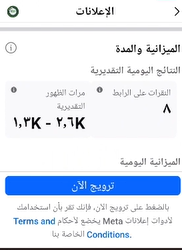 الإعلانات
الميزانية والمدة
النتائج اليومية التقديرية
النقرات على الرابط
٨
مرات الظهور
التقديرية
١,٣K - ٢,٦K
الميزانية اليومية
ترويج الآن
بالضغط على ترويج الآن، فإنك تقر بأن استخدامك
لأدوات إعلانات Meta يخضع لأحكام Terms and
Conditions. الخاصة بنا